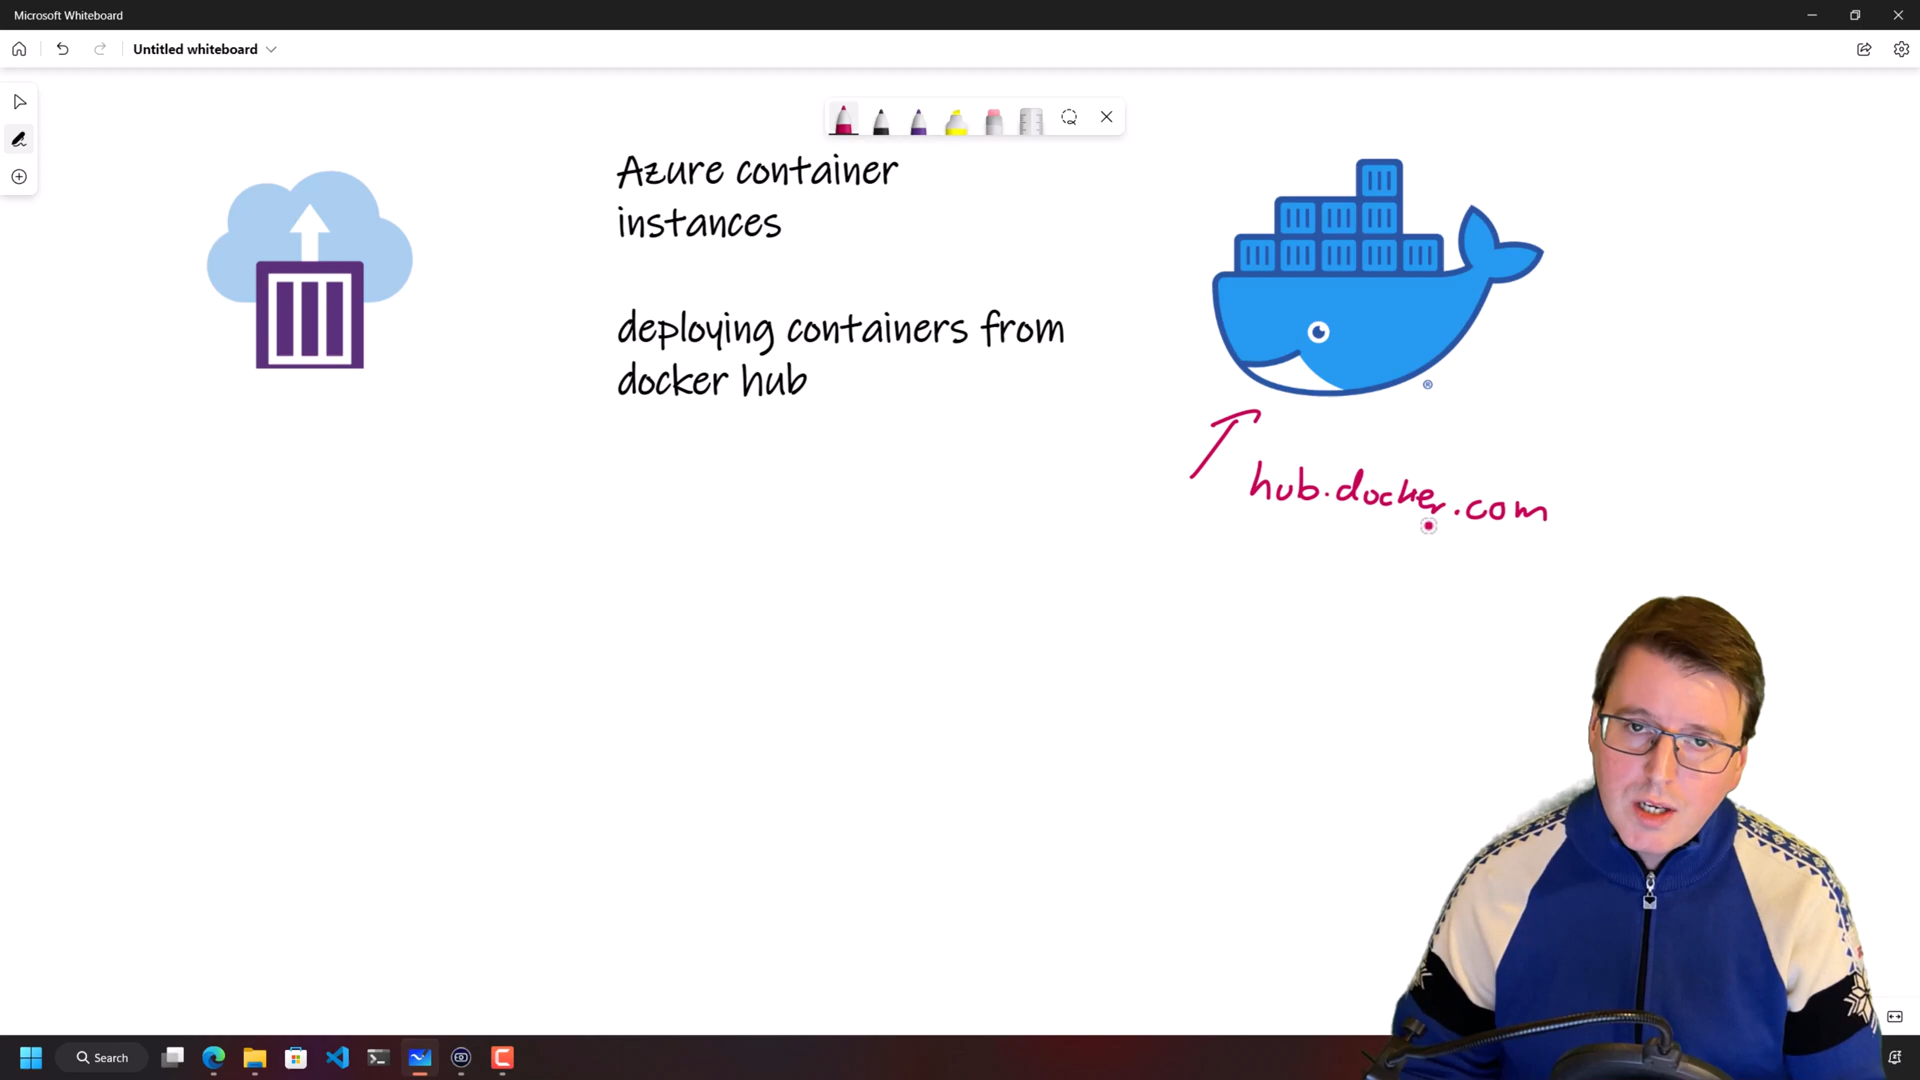 Microsoft Whiteboard
Untitled whiteboard
Azure container
instances
deploying containers from
docker hub
®
hub.docker.com
Search